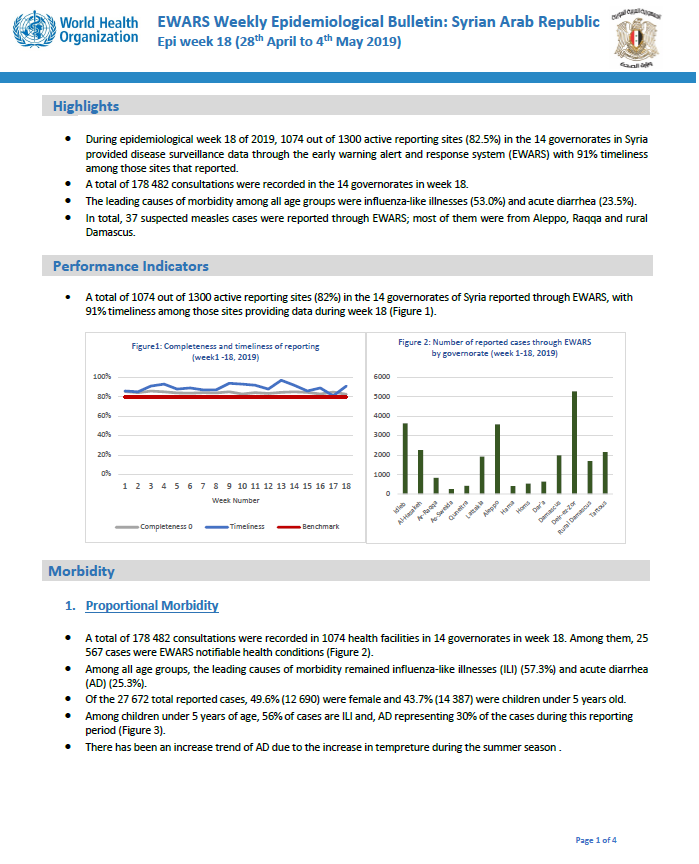 World Health
Organization
EWARS Weekly Epidemiological Bulletin: Syrian Arab Republic
Epi week 18 (28th April to 4th May 2019)
Highlights
● During epidemiological week 18 of 2019, 1074 out of 1300 active reporting sites (82.5%) in the 14 governorates in Syria
provided disease surveillance data through the early warning alert and response system (EWARS) with 91% timeliness
among those sites that reported.
● A total of 178 482 consultations were recorded in the 14 governorates in week 18.
● The leading causes of morbidity among all age groups were influenza-like illnesses (53.0%) and acute diarrhea (23.5%).
● In total, 37 suspected measles cases were reported through EWARS; most of them were from Aleppo, Raqqa and rural
Damascus.
Performance Indicators
● A total of 1074 out of 1300 active reporting sites (82%) in the 14 governorates of Syria reported through EWARS, with
91% timeliness among those sites providing data during week 18 (Figure 1).
Figure1: Completeness and timeliness of reporting
(week1 -18, 2019)
100%
80%
60%
40%
20%
0%
1 2 3 4 5 6 7 8 9 10 11 12 13 14 15 16 17 18
Week Number
Completeness 0 Timeliness Benchmark
Figure 2: Number of reported cases through EWARS
by governorate (week 1-18, 2019)
6000
5000
4000
3000
2000
1000
0
Idleb
Al-Hasakeh
Ar-Raqqa
As-Sweida
Quneitra
Lattakia
Aleppo
Hama
Homs
Dar'a
Damascus
Deir-ez-Zor
Rural Damascus
Tartous
Morbidity
1. Proportional Morbidity
● A total of 178 482 consultations were recorded in 1074 health facilities in 14 governorates in week 18. Among them, 25
567 cases were EWARS notifiable health conditions (Figure 2).
● Among all age groups, the leading causes of morbidity remained influenza-like illnesses (ILI) (57.3%) and acute diarrhea
(AD) (25.3%).
● Of the 27 672 total reported cases, 49.6% (12 690) were female and 43.7% (14 387) were children under 5 years old.
● Among children under 5 years of age, 56% of cases are ILI and, AD representing 30% of the cases during this reporting
period (Figure 3).
● There has been an increase trend of AD due to the increase in tempreture during the summer season .
Page 1 of 4